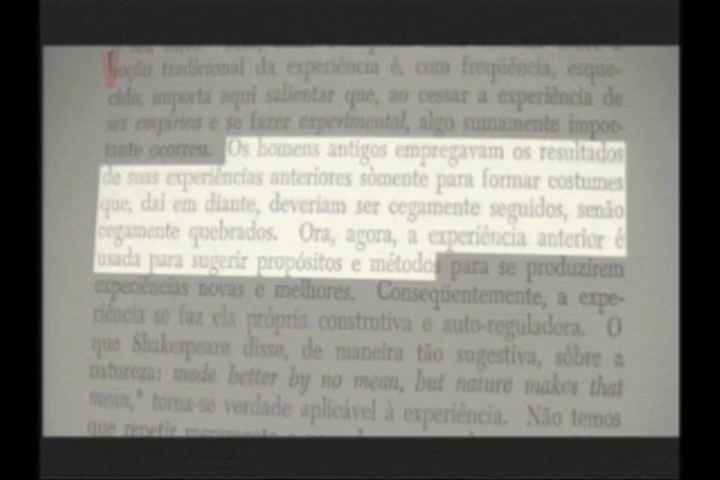 noção tradicional da experiência é, com freqüência, esque-
cido, importa aqui salientar que, ao cessar a experiência de
ser empírica e se fazer experimental, algo sumamente impor-
tante ocorreu. Os homens antigos empregavam os resultados
de suas experiências anteriores sòmente para formar costumes
que, daí em diante, deveriam ser cegamente seguidos, senão
cegamente quebrados. Ora, agora, a experiência anterior é
usada para sugerir propósitos e métodos para se produzirem
experiências novas e melhores. Conseqüentemente, a expe-
riência se faz ela própria construtiva e auto-reguladora. O
que Shakespeare disse, de maneira tão sugestiva, sôbre a
natureza: made better by no mean, but nature makes that
mean," torna-se verdade aplicável à experiência. Não temos
que repetir meramente